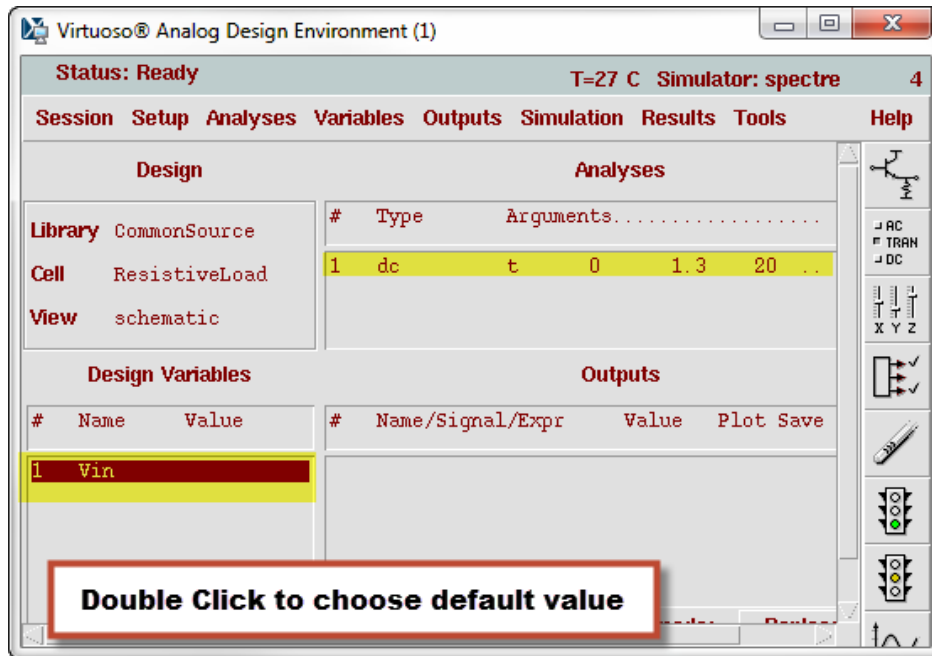 Virtuoso® Analog Design Environment (1)
Status: Ready T=27 C Simulator: spectre 4
Session Setup Analyses Variables Outputs Simulation Results Tools Help
Design
Analyses
Library CommonSource
Cell ResistiveLoad
View schematic
# Type Arguments...................
1 dc t 0 1.3 20 ..
AC
TRAN
DC
X Y Z
Design Variables
Outputs
# Name Value
# Name/Signal/Expr Value Plot Save
1 Vin
Double Click to choose default value